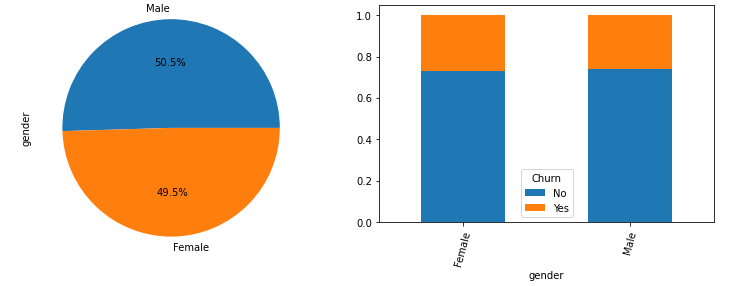 Male
50.5%
gender
49.5%
Female
1.0
0.8
0.6
0.4
0.2
0.0
Churn
No
Yes
Female
Male
gender